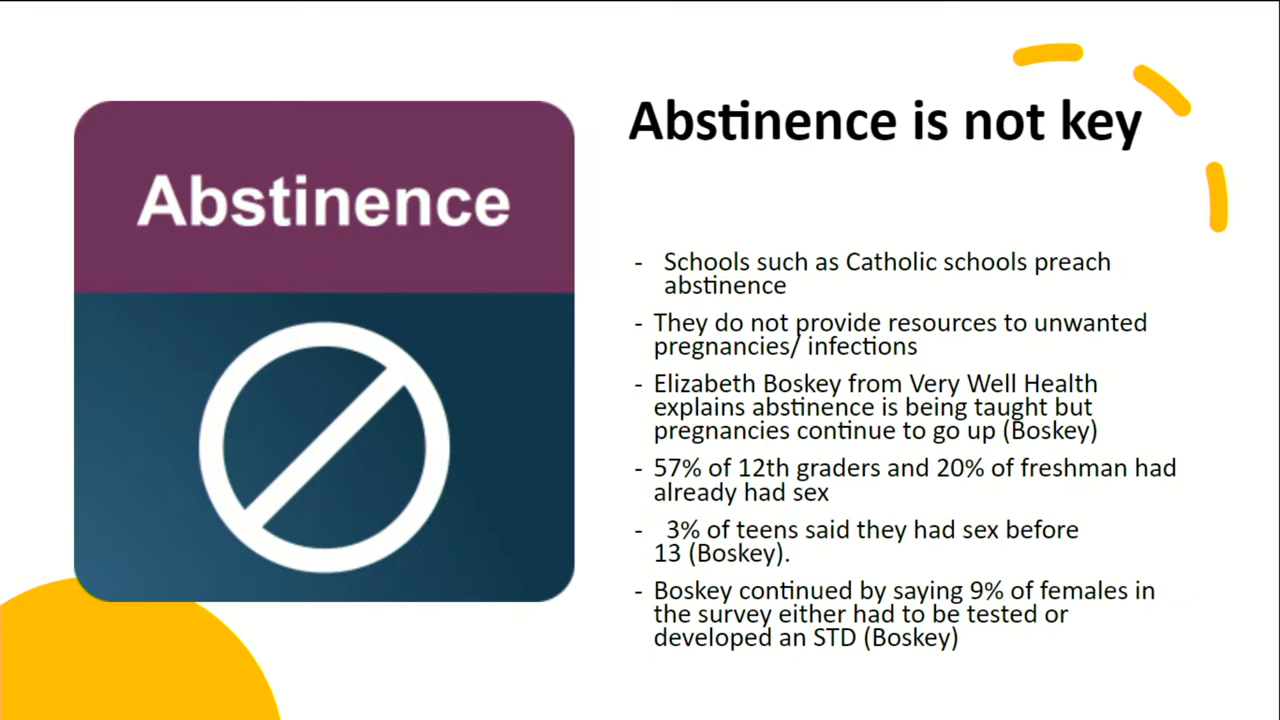 Abstinence
Abstinence is not key
- Schools such as Catholic schools preach
abstinence
- They do not provide resources to unwanted
pregnancies/ infections
- Elizabeth Boskey from Very Well Health
explains abstinence is being taught but
pregnancies continue to go up (Boskey)
- 57% of 12th graders and 20% of freshman had
already had sex
- 3% of teens said they had sex before
13 (Boskey).
- Boskey continued by saying 9% of females in
the survey either had to be tested or
developed an STD (Boskey)